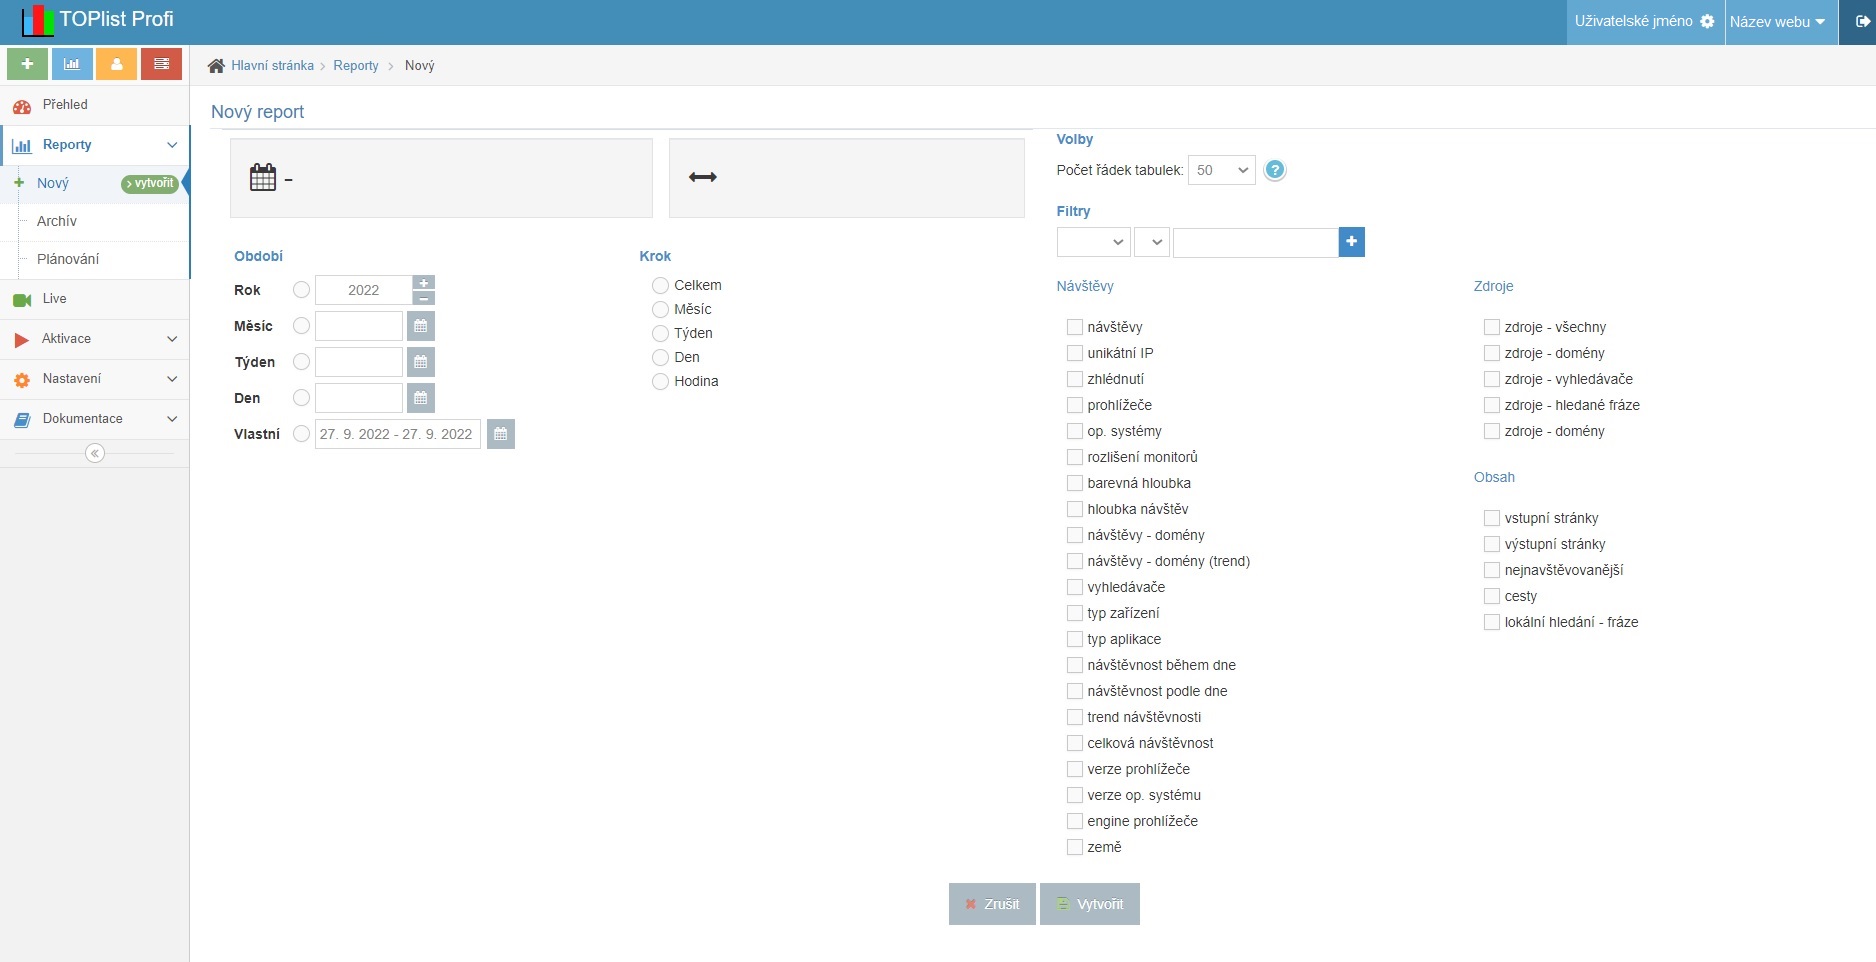 TOPlist Profi
Uživatelské jméno
Název webu
Hlavní stránka
Reporty
Nový
Přehled
Reporty
Nový
vytvořit
Archív
Plánování
Live
Aktivace
Nastavení
Dokumentace
Nový report
–
Období
Rok 2022
Měsíc
Týden
Den
Vlastní 27. 9. 2022 - 27. 9. 2022
Krok
Celkem
Měsíc
Týden
Den
Hodina
Volby
Počet řádek tabulek: 50 ?
Filtry
Návštěvy
návštěvy
unikátní IP
zhlédnutí
prohlížeče
op. systémy
rozlišení monitorů
barevná hloubka
hloubka návštěv
návštěvy - domény
návštěvy - domény (trend)
vyhledávače
typ zařízení
typ aplikace
návštěvnost během dne
návštěvnost podle dne
trend návštěvnosti
celková návštěvnost
verze prohlížeče
verze op. systému
engine prohlížeče
země
Zdroje
zdroje - všechny
zdroje - domény
zdroje - vyhledávače
zdroje - hledané fráze
zdroje - domény
Obsah
vstupní stránky
výstupní stránky
nejnavštěvovanější
cesty
lokální hledání - fráze
Zrušit
Vytvořit